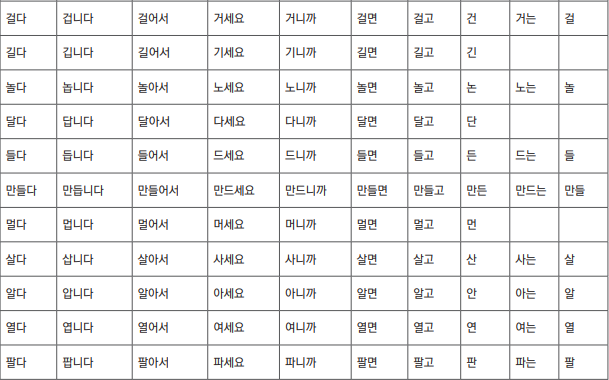 걸다 겁니다 걸어서 거세요 거니까 걸면 걸고 건 거는 걸
길다 깁니다 길어서 기세요 기니까 길면 길고 긴
놀다 놉니다 놀아서 노세요 노니까 놀면 놀고 논 노는 놀
달다 답니다 달아서 다세요 다니까 달면 달고 단
들다 듭니다 들어서 드세요 드니까 들면 들고 든 드는 들
만들다 만듭니다 만들어서 만드세요 만드니까 만들면 만들고 만든 만드는 만들
멀다 멉니다 멀어서 머세요 머니까 멀면 멀고 먼
살다 삽니다 살아서 사세요 사니까 살면 살고 산 사는 살
알다 압니다 알아서 아세요 아니까 알면 알고 안 아는 알
열다 엽니다 열어서 여세요 여니까 열면 열고 연 여는 열
팔다 팝니다 팔아서 파세요 파니까 팔면 팔고 판 파는 팔